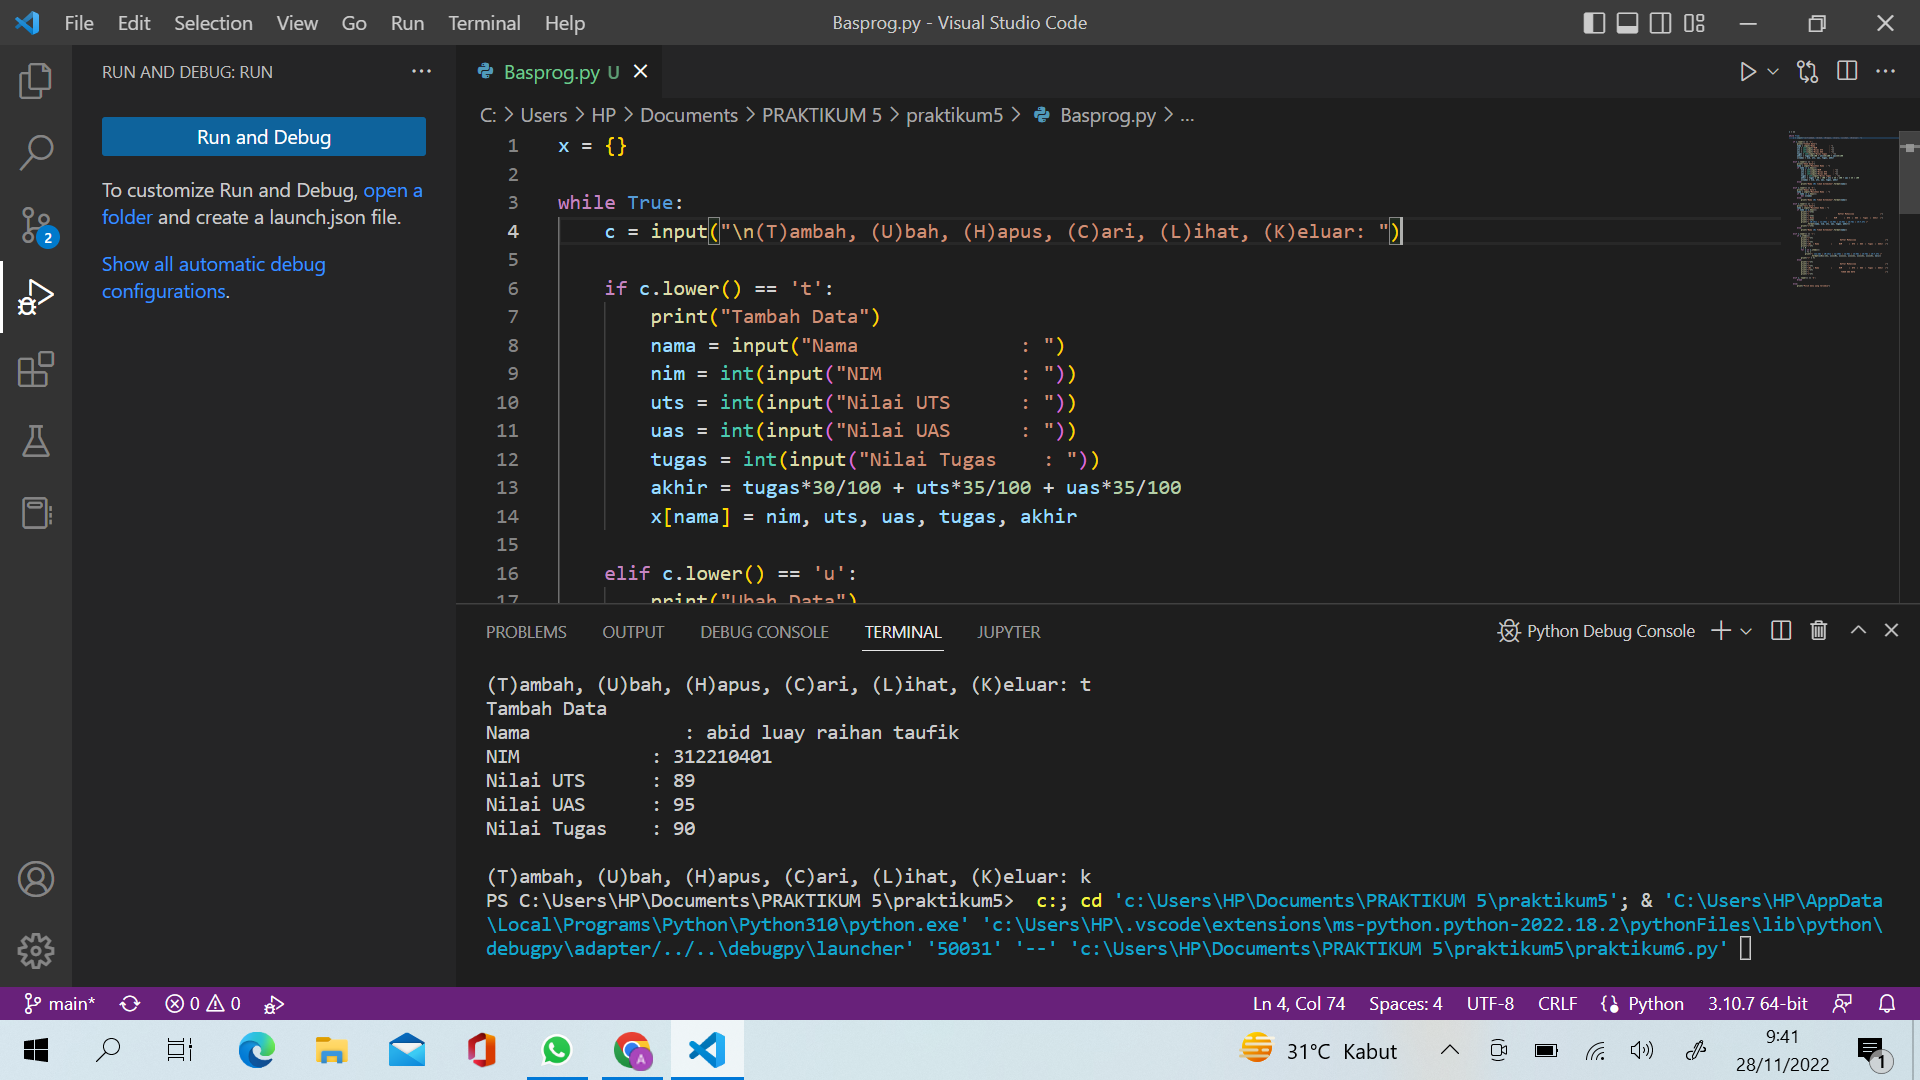 File Edit Selection View Go Run Terminal Help
Basprog.py - Visual Studio Code
RUN AND DEBUG: RUN
Run and Debug
To customize Run and Debug, open a
folder and create a launch.json file.
Show all automatic debug
configurations.
2
Basprog.py U
C: > Users > HP > Documents > PRAKTIKUM 5 > praktikum5 > Basprog.py > ...
1 x = {}
2
3 while True:
4     c = input("\n(T)ambah, (U)bah, (H)apus, (C)ari, (L)ihat, (K)eluar: ")
5
6     if c.lower() == 't':
7         print("Tambah Data")
8         nama = input("Nama              : ")
9         nim = int(input("NIM            : "))
10         uts = int(input("Nilai UTS      : "))
11         uas = int(input("Nilai UAS      : "))
12         tugas = int(input("Nilai Tugas    : "))
13         akhir = tugas*30/100 + uts*35/100 + uas*35/100
14         x[nama] = nim, uts, uas, tugas, akhir
15
16     elif c.lower() == 'u':
17         print("Ubah Data")
PROBLEMS OUTPUT DEBUG CONSOLE TERMINAL JUPYTER
Python Debug Console
(T)ambah, (U)bah, (H)apus, (C)ari, (L)ihat, (K)eluar: t
Tambah Data
Nama              : abid luay raihan taufik
NIM            : 312210401
Nilai UTS      : 89
Nilai UAS      : 95
Nilai Tugas    : 90
(T)ambah, (U)bah, (H)apus, (C)ari, (L)ihat, (K)eluar: k
PS C:\Users\HP\Documents\PRAKTIKUM 5\praktikum5>  c:; cd 'c:\Users\HP\Documents\PRAKTIKUM 5\praktikum5'; & 'C:\Users\HP\AppData
\Local\Programs\Python\Python310\python.exe' 'c:\Users\HP\.vscode\extensions\ms-python.python-2022.18.2\pythonFiles\lib\python\
debugpy\adapter/../..\debugpy\launcher' '50031' '--' 'c:\Users\HP\Documents\PRAKTIKUM 5\praktikum5\praktikum6.py'
main* 0 0
Ln 4, Col 74 Spaces: 4 UTF-8 CRLF Python 3.10.7 64-bit
A
31°C Kabut
9:41
28/11/2022
1